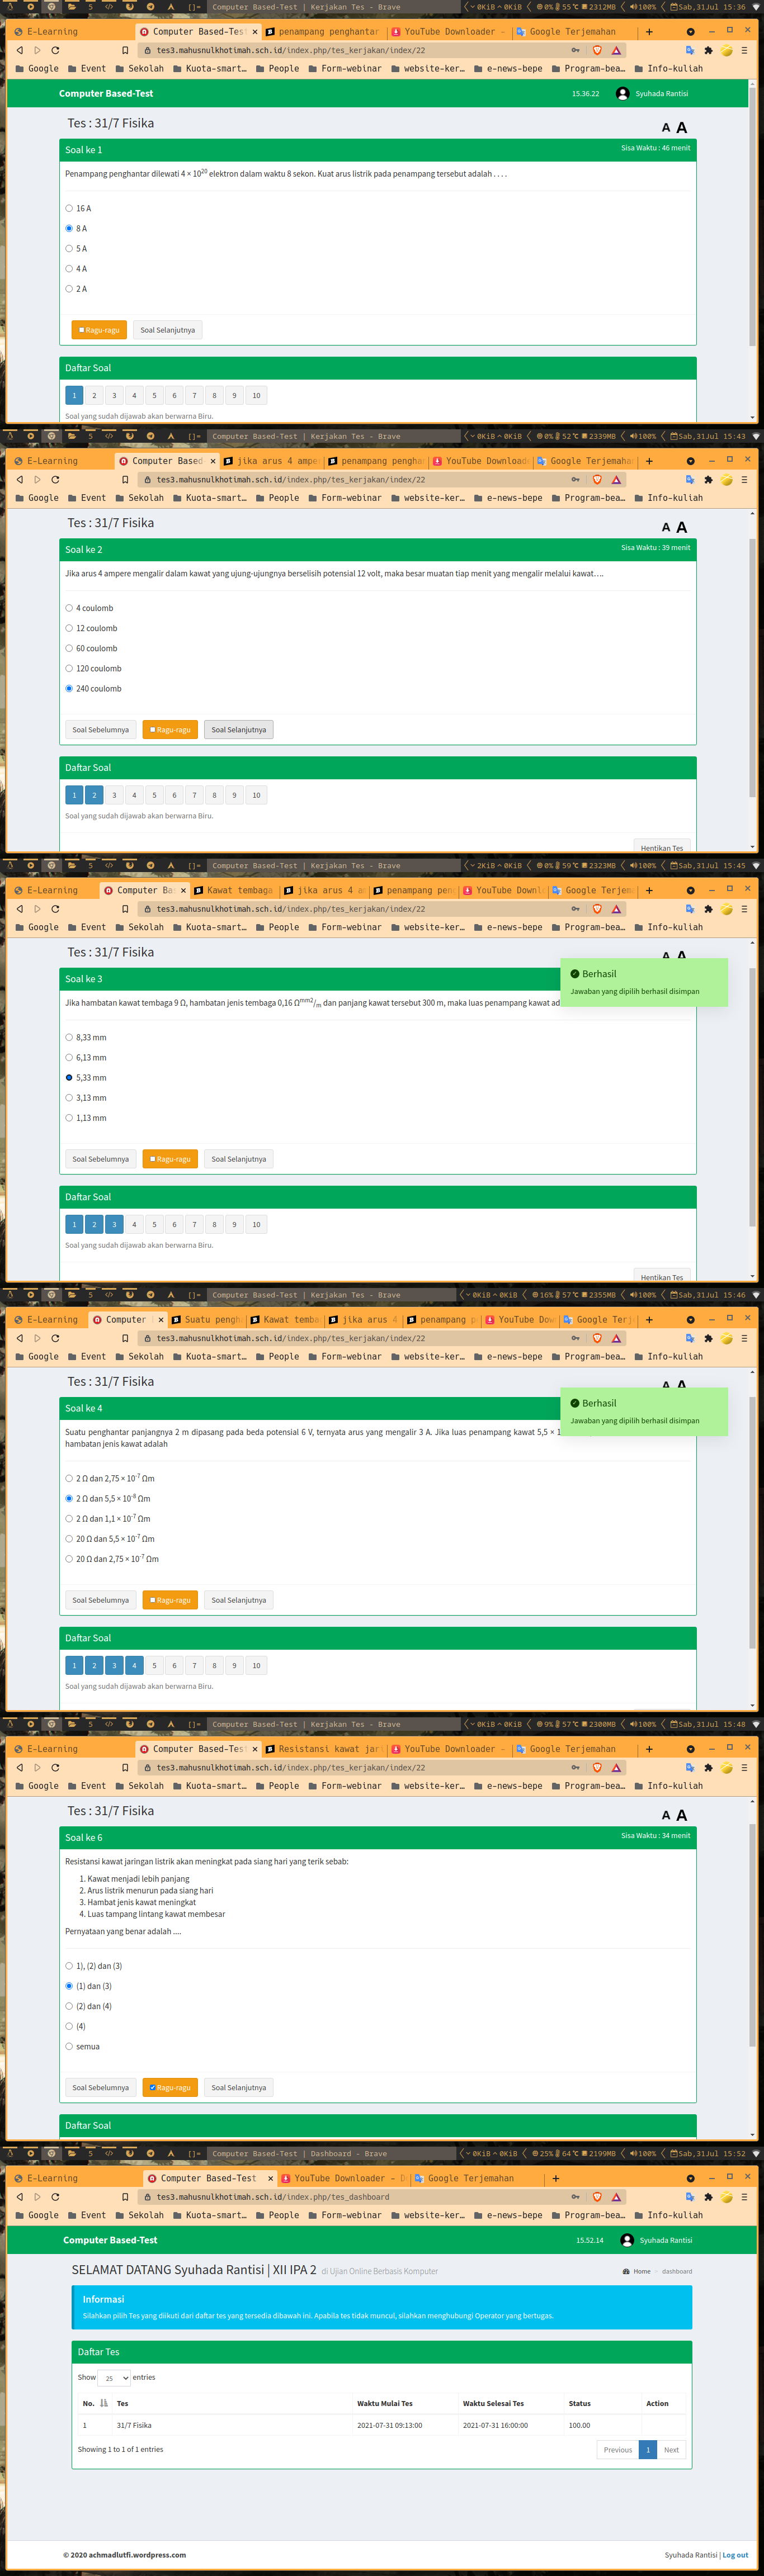 5 []= Computer Based-Test | Kerjakan Tes - Brave 0KiB 0KiB 0% 55℃ 2312MB 100% Sab,31Jul 15:36
E-Learning Computer Based-Tes penampang penghantar YouTube Downloader - Google Terjemahan
tes3.mahusnulkhotimah.sch.id/index.php/tes_kerjakan/index/22
Google Event Sekolah Kuota-smart... People Form-webinar website-ker... e-news-bepe Program-bea... Info-kuliah
Computer Based-Test 15.36.22 Syuhada Rantisi
Tes : 31/7 Fisika A A
Soal ke 1 Sisa Waktu : 46 menit
Penampang penghantar dilewati 4 × 10²⁰ elektron dalam waktu 8 sekon. Kuat arus listrik pada penampang tersebut adalah . . . .
16 A
8 A
5 A
4 A
2 A
Ragu-ragu Soal Selanjutnya
Daftar Soal
1 2 3 4 5 6 7 8 9 10
Soal yang sudah dijawab akan berwarna Biru.
5 []= Computer Based-Test | Kerjakan Tes - Brave 0KiB 0KiB 0% 52℃ 2339MB 100% Sab,31Jul 15:43
E-Learning Computer Based jika arus 4 ampe penampang pengha YouTube Download Google Terjemaha
tes3.mahusnulkhotimah.sch.id/index.php/tes_kerjakan/index/22
Google Event Sekolah Kuota-smart... People Form-webinar website-ker... e-news-bepe Program-bea... Info-kuliah
Tes : 31/7 Fisika A A
Soal ke 2 Sisa Waktu : 39 menit
Jika arus 4 ampere mengalir dalam kawat yang ujung-ujungnya berselisih potensial 12 volt, maka besar muatan tiap menit yang mengalir melalui kawat….
4 coulomb
12 coulomb
60 coulomb
120 coulomb
240 coulomb
Soal Sebelumnya Ragu-ragu Soal Selanjutnya
Daftar Soal
1 2 3 4 5 6 7 8 9 10
Soal yang sudah dijawab akan berwarna Biru.
Hentikan Tes
5 []= Computer Based-Test | Kerjakan Tes - Brave 2KiB 0KiB 0% 59℃ 2323MB 100% Sab,31Jul 15:45
E-Learning Computer Ba Kawat tembaga jika arus 4 a penampang pen YouTube Downl Google Terjem
tes3.mahusnulkhotimah.sch.id/index.php/tes_kerjakan/index/22
Google Event Sekolah Kuota-smart... People Form-webinar website-ker... e-news-bepe Program-bea... Info-kuliah
Tes : 31/7 Fisika A A
Berhasil
Soal ke 3
Jawaban yang dipilih berhasil disimpan
Jika hambatan kawat tembaga 9 Ω, hambatan jenis tembaga 0,16 Ωmm2/m dan panjang kawat tersebut 300 m, maka luas penampang kawat ad
8,33 mm
6,13 mm
5,33 mm
3,13 mm
1,13 mm
Soal Sebelumnya Ragu-ragu Soal Selanjutnya
Daftar Soal
1 2 3 4 5 6 7 8 9 10
Soal yang sudah dijawab akan berwarna Biru.
Hentikan Tes
5 []= Computer Based-Test | Kerjakan Tes - Brave 0KiB 0KiB 16% 57℃ 2355MB 100% Sab,31Jul 15:46
E-Learning Computer Suatu pengh Kawat temba jika arus 4 penampang p YouTube Dow Google Terj
tes3.mahusnulkhotimah.sch.id/index.php/tes_kerjakan/index/22
Google Event Sekolah Kuota-smart... People Form-webinar website-ker... e-news-bepe Program-bea... Info-kuliah
Tes : 31/7 Fisika A A
Berhasil
Soal ke 4
Jawaban yang dipilih berhasil disimpan
Suatu penghantar panjangnya 2 m dipasang pada beda potensial 6 V, ternyata arus yang mengalir 3 A. Jika luas penampang kawat 5,5 × 1
hambatan jenis kawat adalah
2 Ω dan 2,75 × 10⁻⁷ Ωm
2 Ω dan 5,5 × 10⁻⁸ Ωm
2 Ω dan 1,1 × 10⁻⁷ Ωm
20 Ω dan 5,5 × 10⁻⁷ Ωm
20 Ω dan 2,75 × 10⁻⁷ Ωm
Soal Sebelumnya Ragu-ragu Soal Selanjutnya
Daftar Soal
1 2 3 4 5 6 7 8 9 10
Soal yang sudah dijawab akan berwarna Biru.
5 []= Computer Based-Test | Kerjakan Tes - Brave 0KiB 0KiB 9% 57℃ 2300MB 100% Sab,31Jul 15:48
E-Learning Computer Based-Tes Resistansi kawat jar YouTube Downloader - Google Terjemahan
tes3.mahusnulkhotimah.sch.id/index.php/tes_kerjakan/index/22
Google Event Sekolah Kuota-smart... People Form-webinar website-ker... e-news-bepe Program-bea... Info-kuliah
Tes : 31/7 Fisika A A
Soal ke 6 Sisa Waktu : 34 menit
Resistansi kawat jaringan listrik akan meningkat pada siang hari yang terik sebab:
1. Kawat menjadi lebih panjang
2. Arus listrik menurun pada siang hari
3. Hambat jenis kawat meningkat
4. Luas tampang lintang kawat membesar
Pernyataan yang benar adalah ....
1), (2) dan (3)
(1) dan (3)
(2) dan (4)
(4)
semua
Soal Sebelumnya Ragu-ragu Soal Selanjutnya
Daftar Soal
5 []= Computer Based-Test | Dashboard - Brave 0KiB 0KiB 25% 64℃ 2199MB 100% Sab,31Jul 15:52
E-Learning Computer Based-Test YouTube Downloader - D Google Terjemahan
tes3.mahusnulkhotimah.sch.id/index.php/tes_dashboard
Google Event Sekolah Kuota-smart... People Form-webinar website-ker... e-news-bepe Program-bea... Info-kuliah
Computer Based-Test 15.52.14 Syuhada Rantisi
SELAMAT DATANG Syuhada Rantisi | XII IPA 2 di Ujian Online Berbasis Komputer Home dashboard
Informasi
Silahkan pilih Tes yang diikuti dari daftar tes yang tersedia dibawah ini. Apabila tes tidak muncul, silahkan menghubungi Operator yang bertugas.
Daftar Tes
Show 25 entries
No. Tes Waktu Mulai Tes Waktu Selesai Tes Status Action
1 31/7 Fisika 2021-07-31 09:13:00 2021-07-31 16:00:00 100.00
Showing 1 to 1 of 1 entries Previous 1 Next
© 2020 achmadlutfi.wordpress.com Syuhada Rantisi | Log out